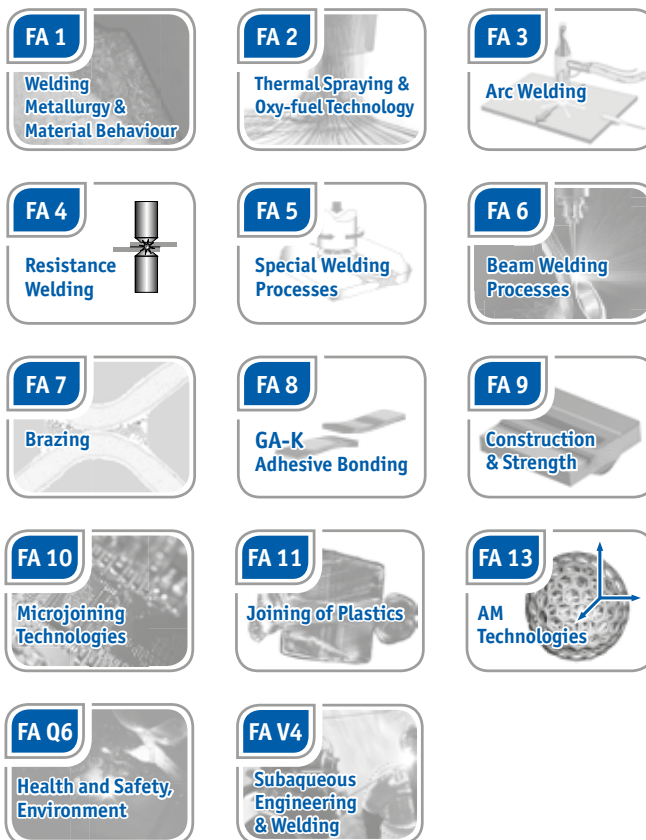 FA 1
Welding
Metallurgy &
Material Behaviour
FA 2
Thermal Spraying &
Oxy-fuel Technology
FA 3
Arc Welding
FA 4
Resistance
Welding
FA 5
Special Welding
Processes
FA 6
Beam Welding
Processes
FA 7
Brazing
FA 8
GA-K
Adhesive Bonding
FA 9
Construction
& Strength
FA 10
Microjoining
Technologies
FA 11
Joining of Plastics
FA 13
AM
Technologies
FA Q6
Health and Safety,
Environment
FA V4
Subaqueous
Engineering
& Welding